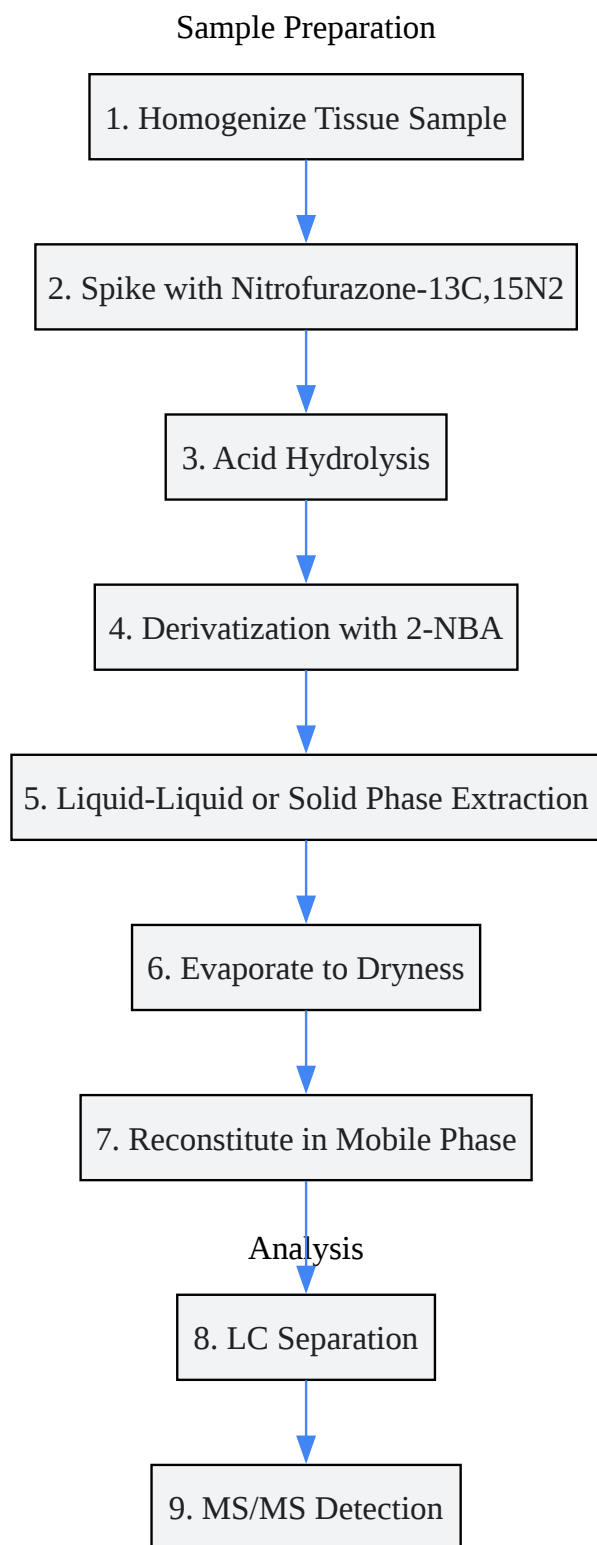 Sample Preparation
1. Homogenize Tissue Sample
2. Spike with Nitrofurazone-13C,15N2
3. Acid Hydrolysis
4. Derivatization with 2-NBA
5. Liquid-Liquid or Solid Phase Extraction
6. Evaporate to Dryness
7. Reconstitute in Mobile Phase
Analysis
8. LC Separation
9. MS/MS Detection